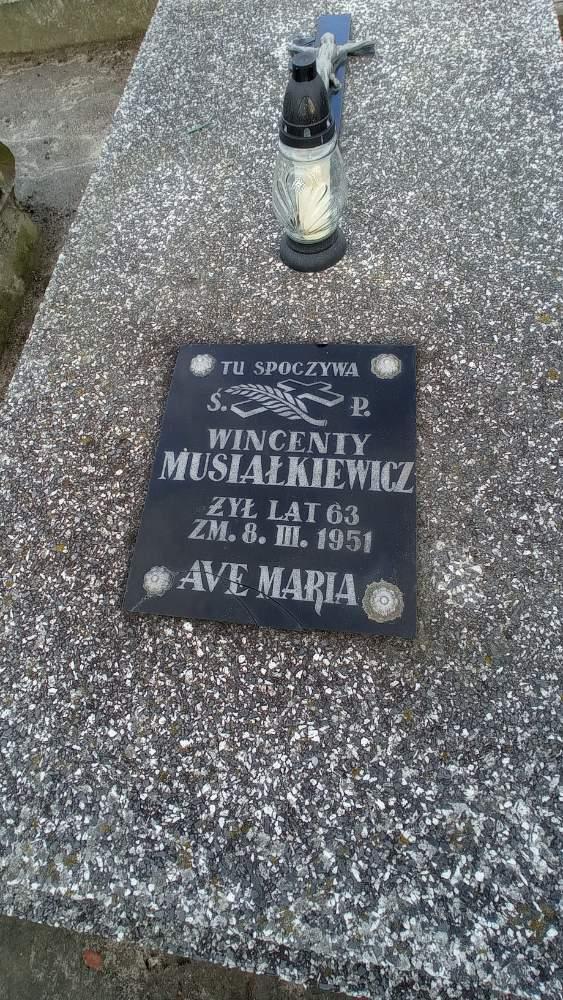 TU SPOCZYWA
Ś. P.
WINCENTY
MUSIAŁKIEWICZ
ŻYŁ LAT 63
ZM. 8. III. 1951
AVE MARIA